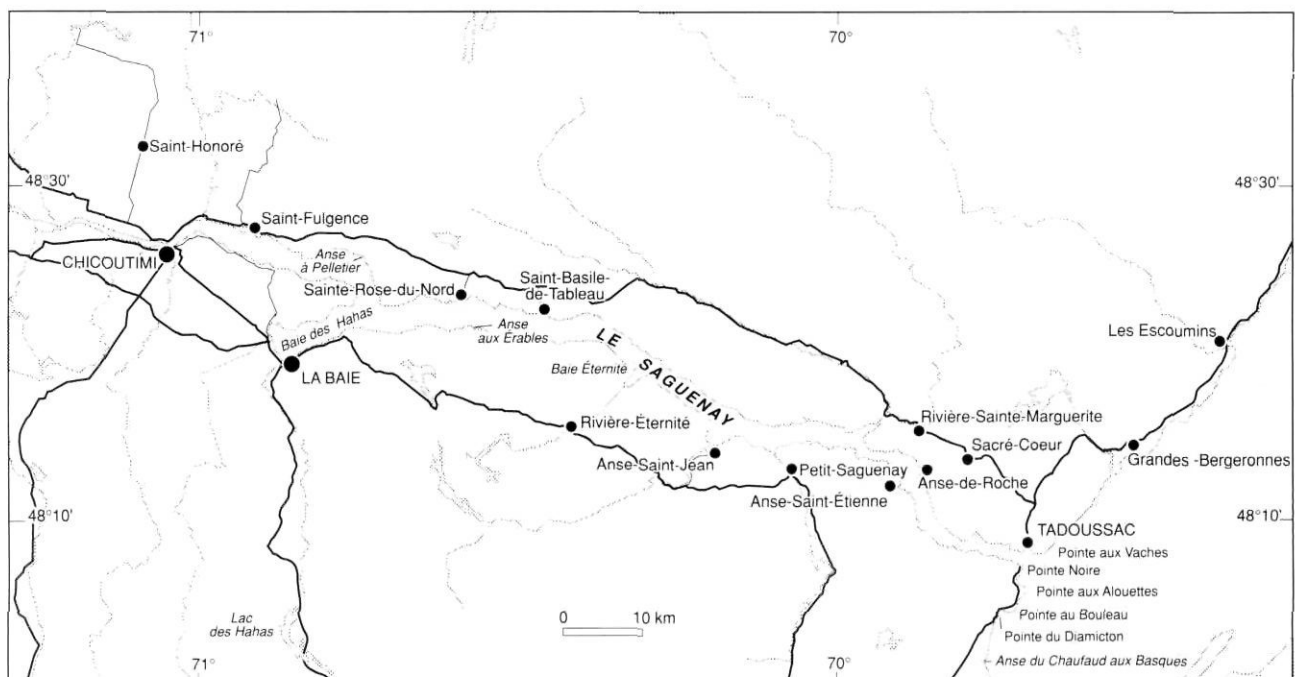 71°
70°
Saint-Honoré
48°30'
48°30'
Saint-Fulgence
Anse
à Pelletier
CHICOUTIMI
Saint-Basile-
de-Tableau
Sainte-Rose-du-Nord
Baie des Hahas
Anse
aux Érables
LE SAGUENAY
Les Escoumins
Baie Éternité
LA BAIE
Rivière-Éternité
Rivière-Sainte-Marguerite
Sacré-Coeur
Grandes -Bergeronnes
Anse-Saint-Jean
Petit-Saguenay
Anse-de-Roche
Anse-Saint-Étienne
48°10'
48°10'
TADOUSSAC
Pointe aux Vaches
Pointe Noire
Pointe aux Alouettes
Pointe au Bouleau
Pointe du Diamicton
Anse du Chaufaud aux Basques
Lac
des Hahas
0 10 km
71°
70°